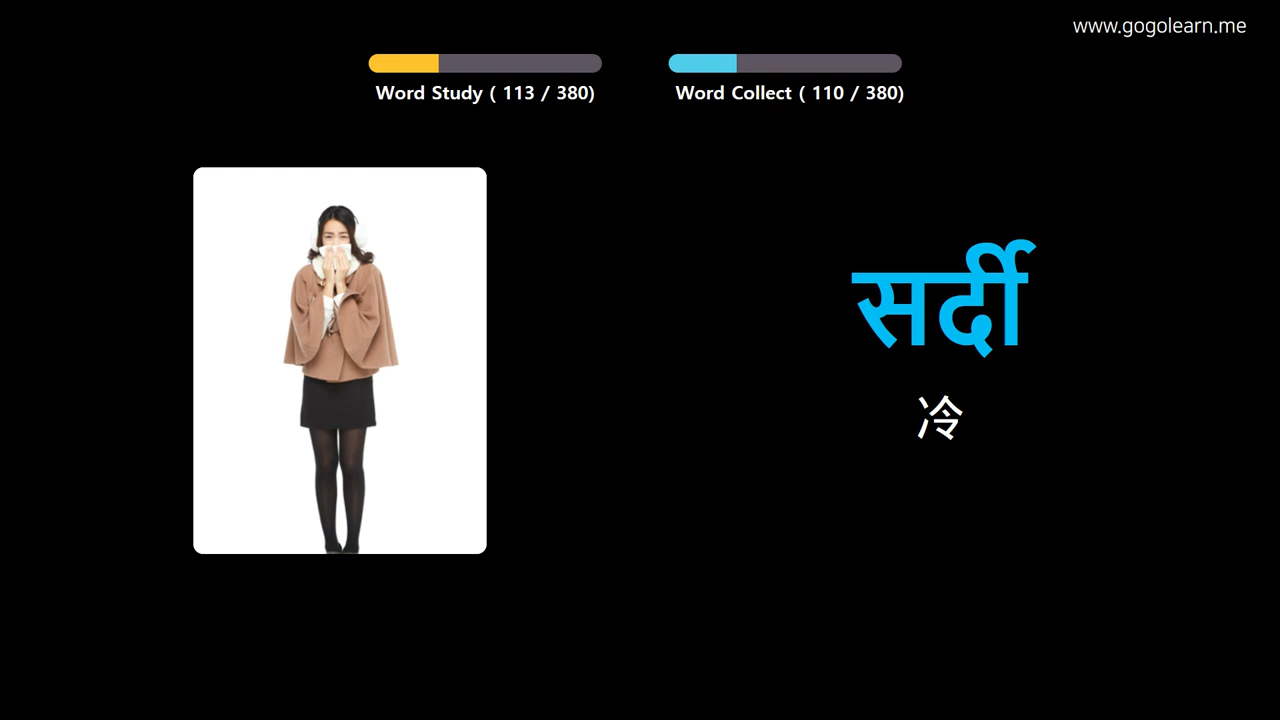 www.gogolearn.me
Word Study ( 113 / 380)
Word Collect ( 110 / 380)
सर्दी
冷